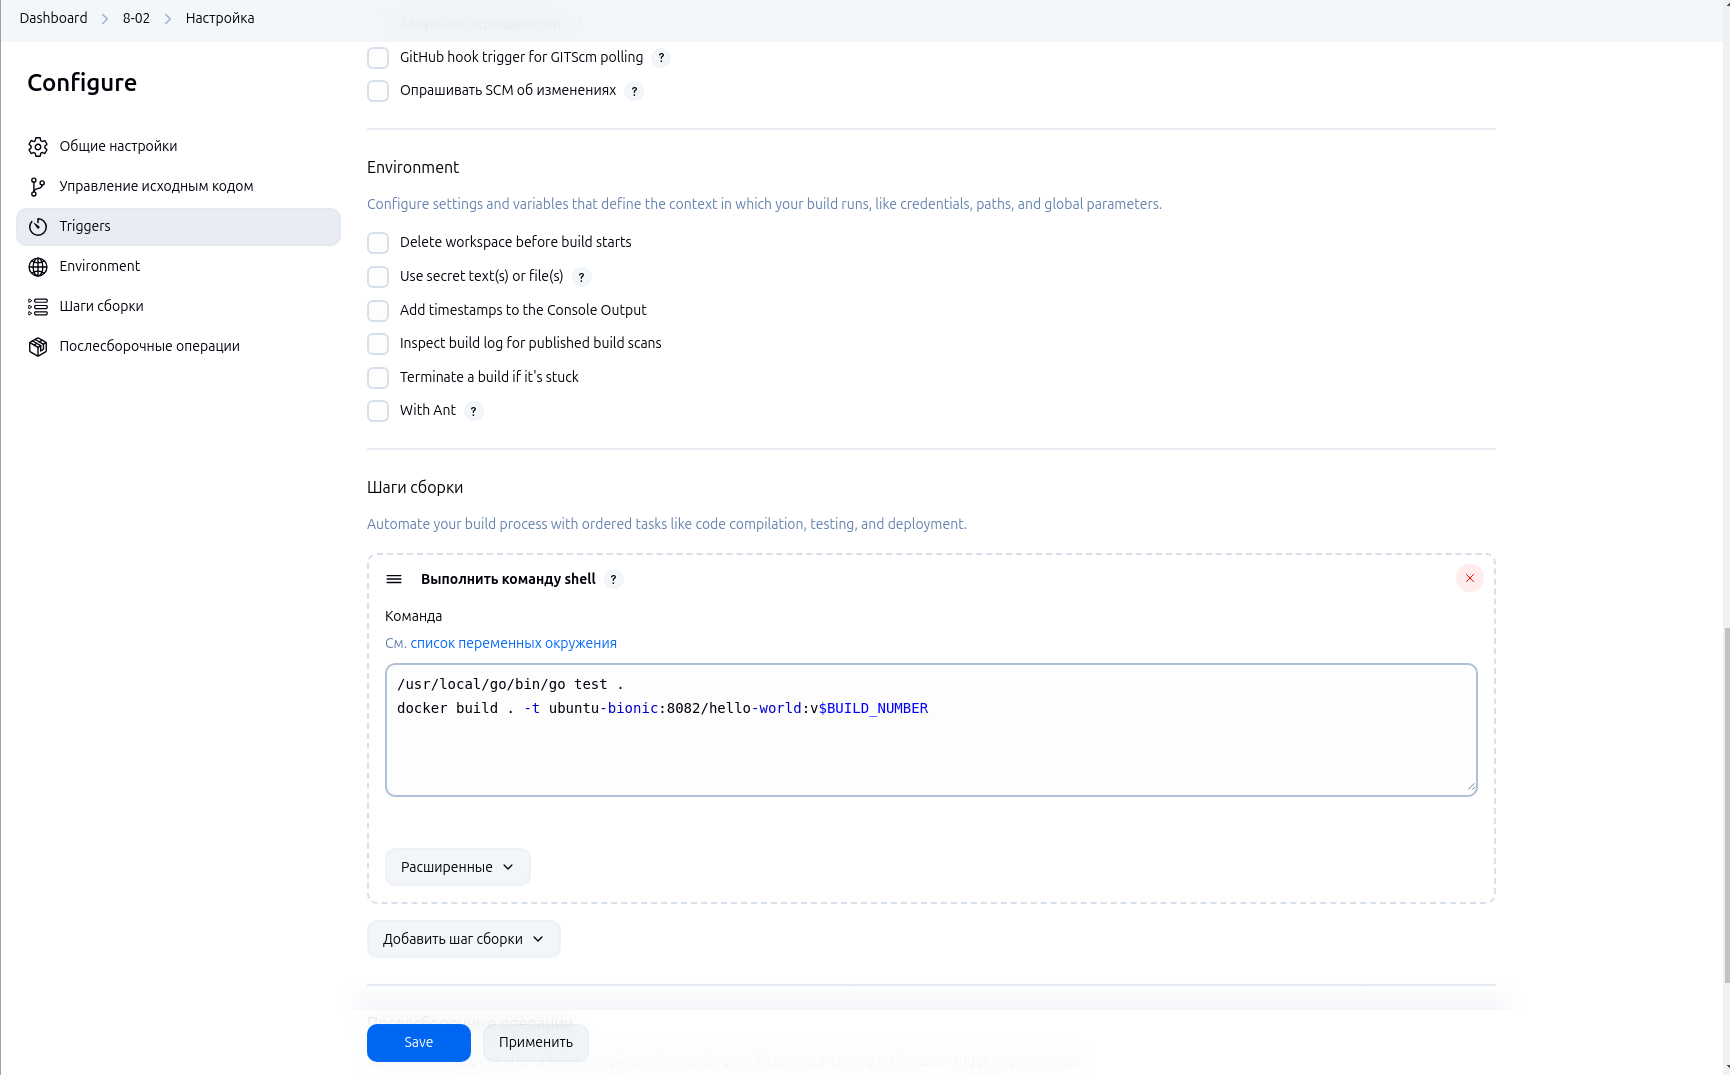 Dashboard > 8-02 > Настройка
Configure
Общие настройки
Управление исходным кодом
Triggers
Environment
Шаги сборки
Послесборочные операции
Запускать периодически
GitHub hook trigger for GITScm polling ?
Опрашивать SCM об изменениях ?
Environment
Configure settings and variables that define the context in which your build runs, like credentials, paths, and global parameters.
Delete workspace before build starts
Use secret text(s) or file(s) ?
Add timestamps to the Console Output
Inspect build log for published build scans
Terminate a build if it's stuck
With Ant ?
Шаги сборки
Automate your build process with ordered tasks like code compilation, testing, and deployment.
Выполнить команду shell ?
Команда
См. список переменных окружения
/usr/local/go/bin/go test .
docker build . -t ubuntu-bionic:8082/hello-world:v$BUILD_NUMBER
Расширенные
Добавить шаг сборки
Послесборочные операции
Save
Применить